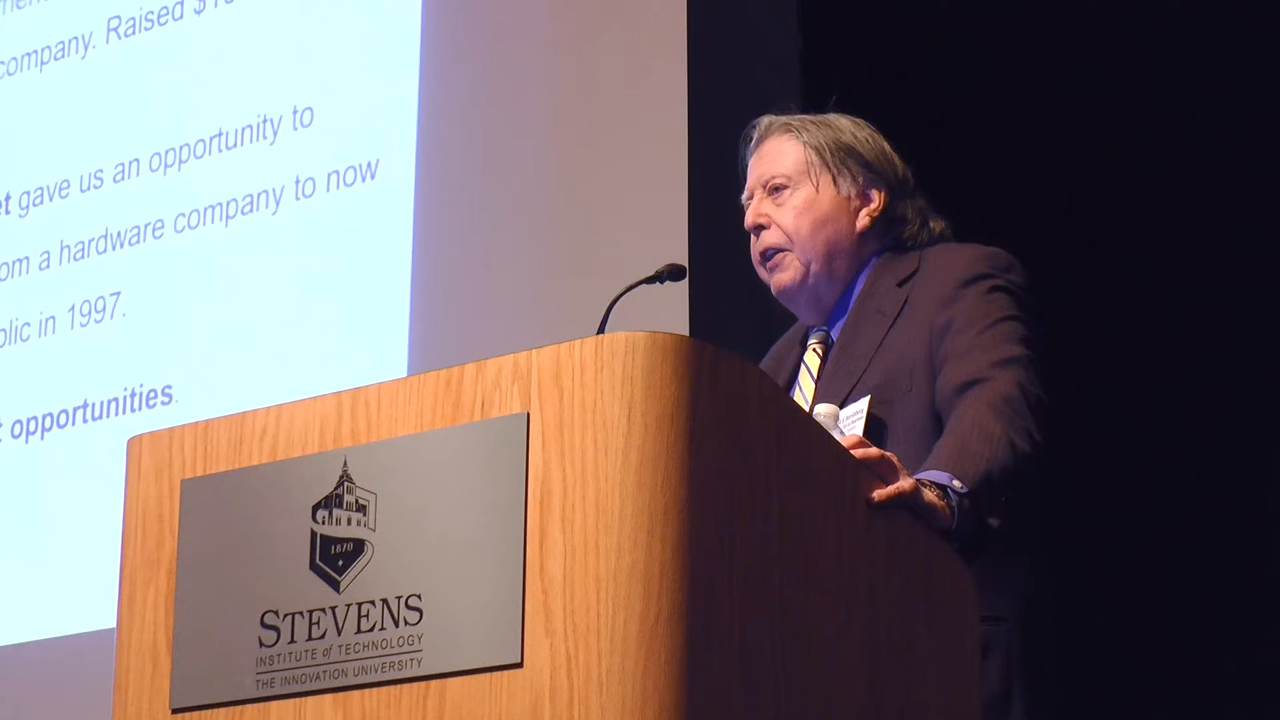 company. Raised $
gave us an opportunity to
om a hardware company to now
blic in 1997.
opportunities.
1870
STEVENS
INSTITUTE of TECHNOLOGY
THE INNOVATION UNIVERSITY